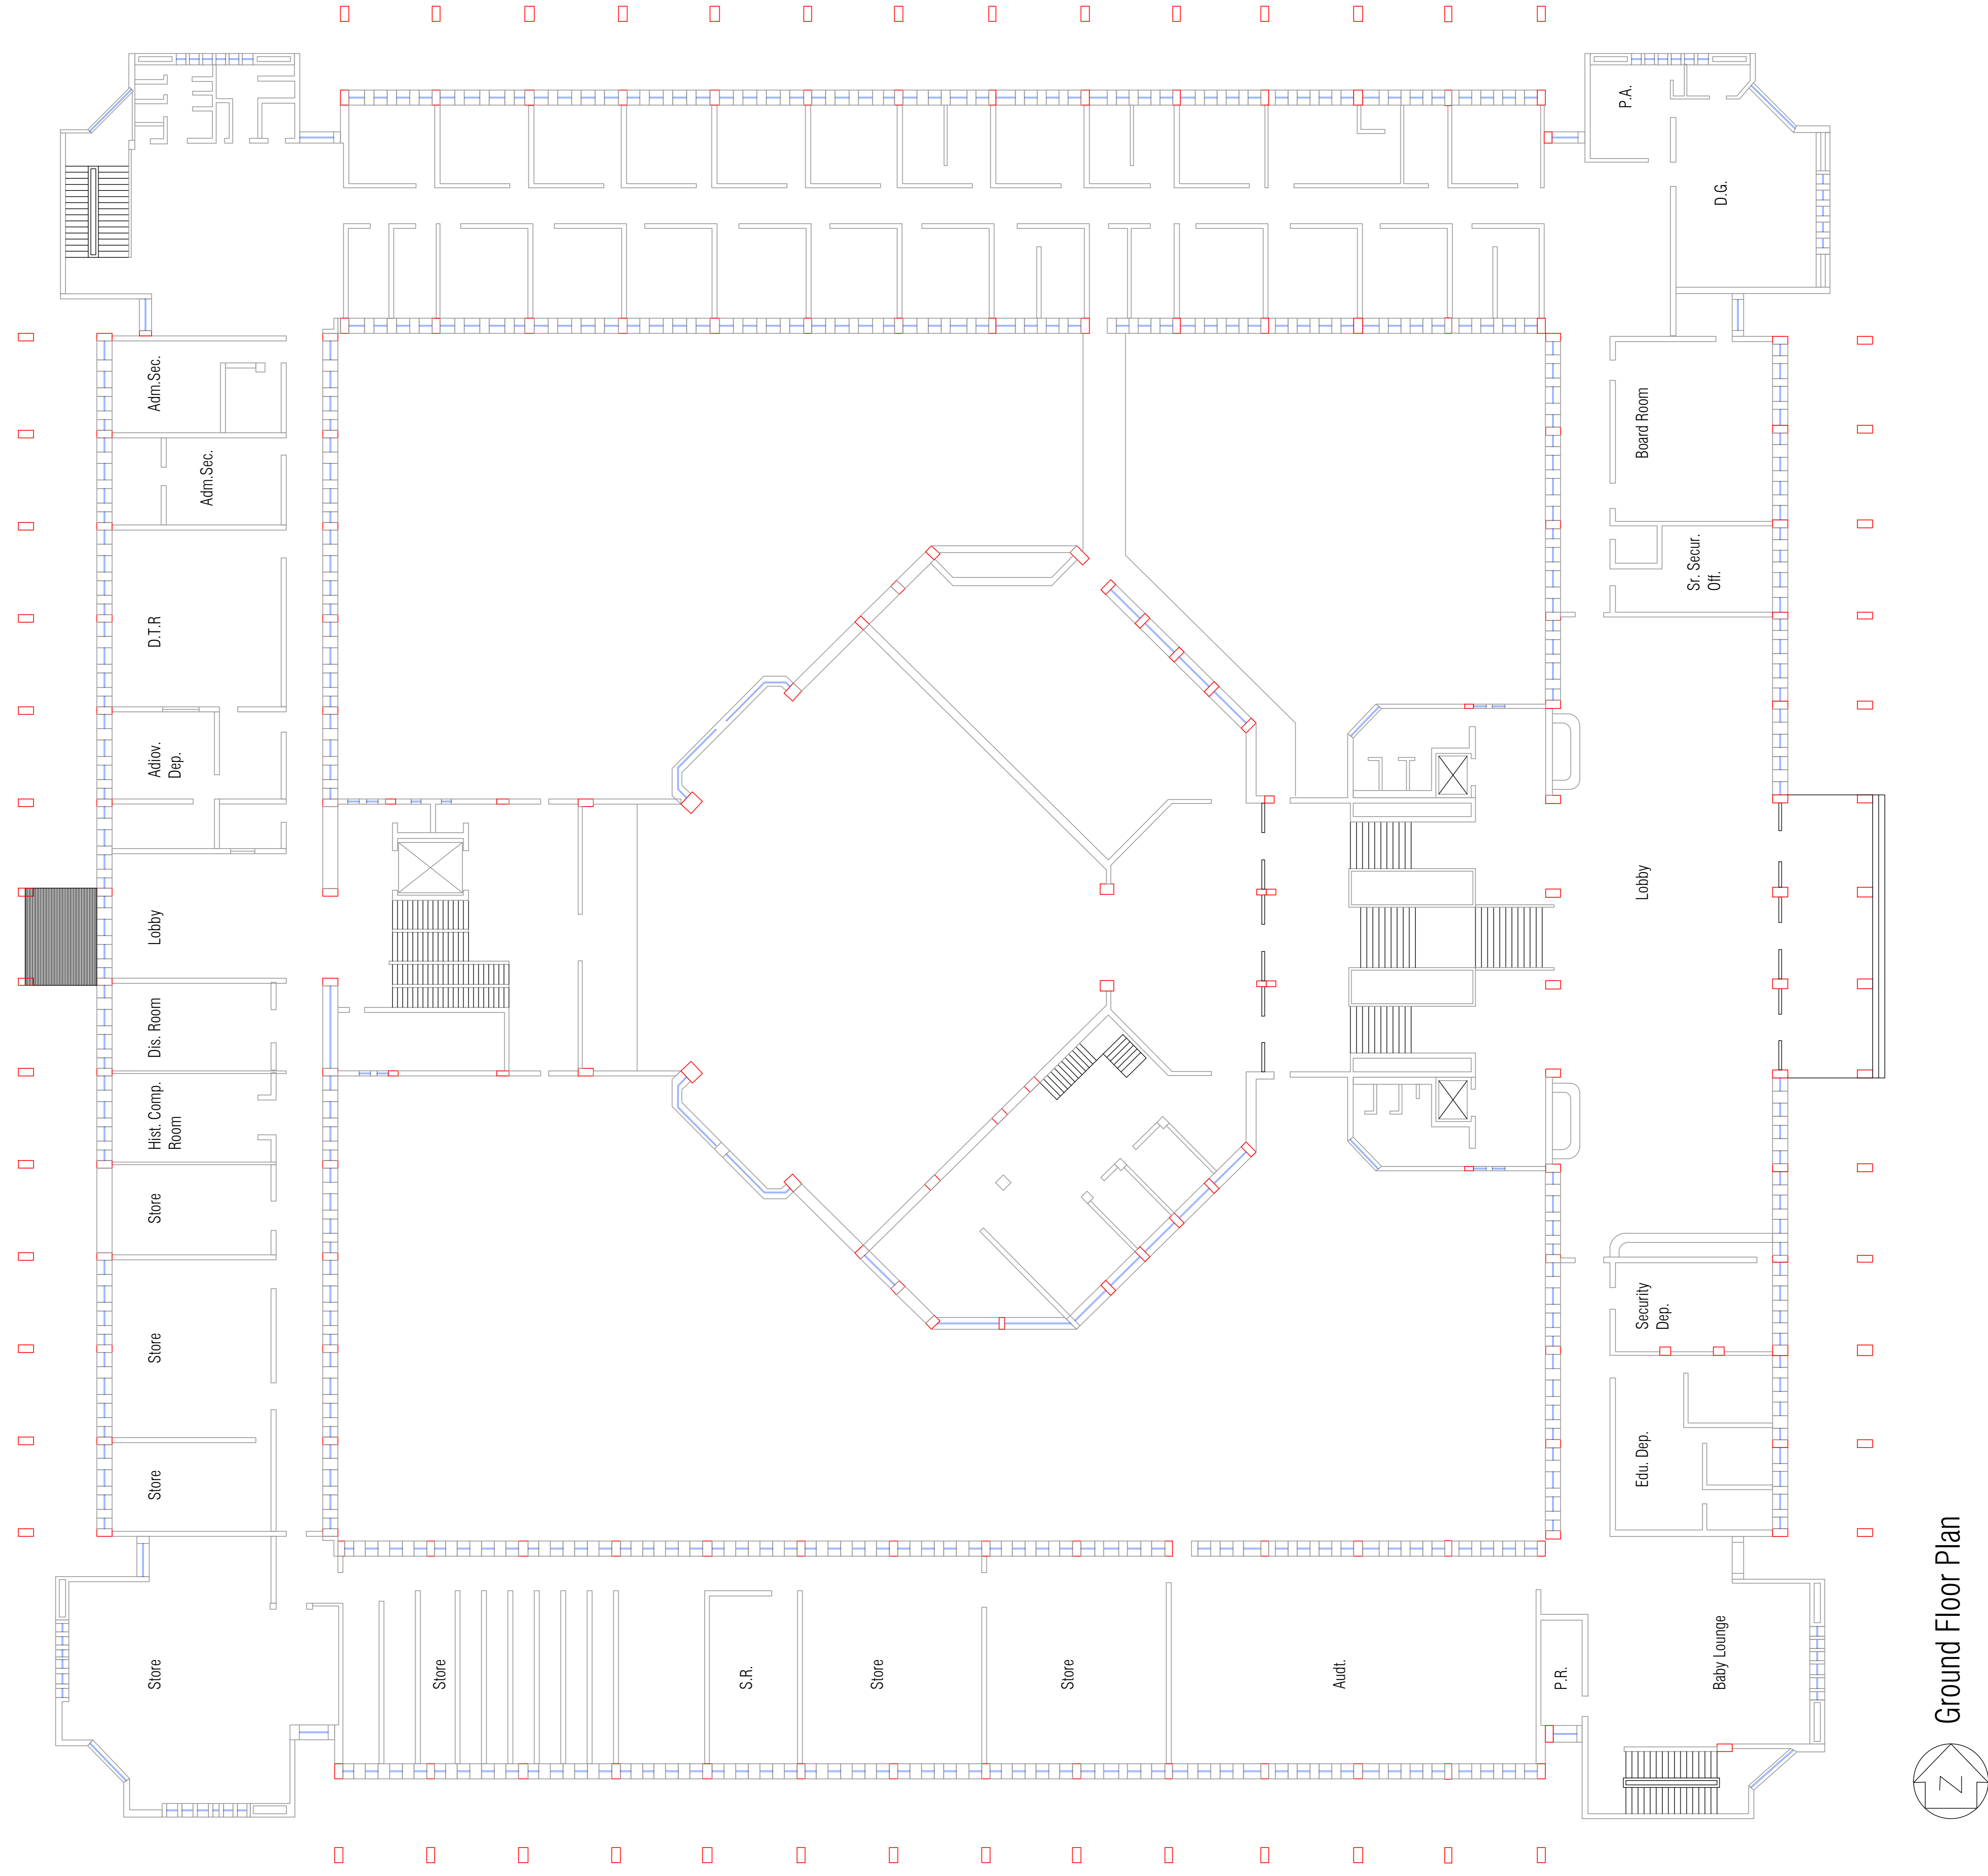 P.A.
D.G.
Adm.Sec.
Adm.Sec.
Board Room
Sr. Secur.
Off.
D.T.R
Adiov.
Dep.
Lobby
Lobby
Dis. Room
Hist. Comp.
Room
Store
Store
Store
Security
Dep.
Edu. Dep.
Store
Store
S.R.
Store
Store
Audt.
P.R.
Baby Lounge
Ground Floor Plan
N